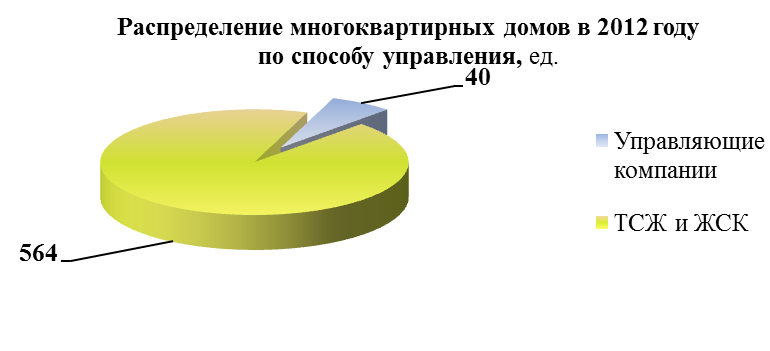 Распределение многоквартирных домов в 2012 году
по способу управления, ед.
40
Управляющие
компании
ТСЖ и ЖСК
564